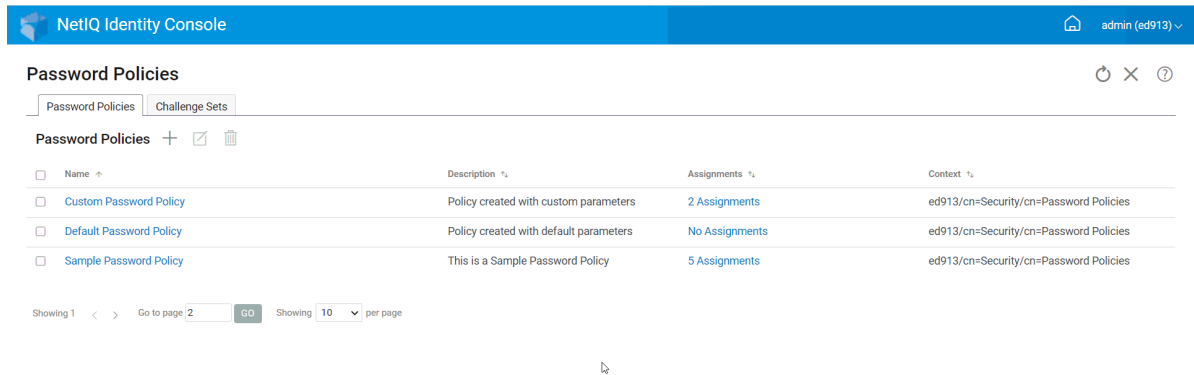 NetIQ Identity Console
admin (ed913)
Password Policies
Password Policies Challenge Sets
Password Policies
Name Description Assignments Context
Custom Password Policy Policy created with custom parameters 2 Assignments ed913/cn=Security/cn=Password Policies
Default Password Policy Policy created with default parameters No Assignments ed913/cn=Security/cn=Password Policies
Sample Password Policy This is a Sample Password Policy 5 Assignments ed913/cn=Security/cn=Password Policies
Showing 1 Go to page 2 GO Showing 10 per page